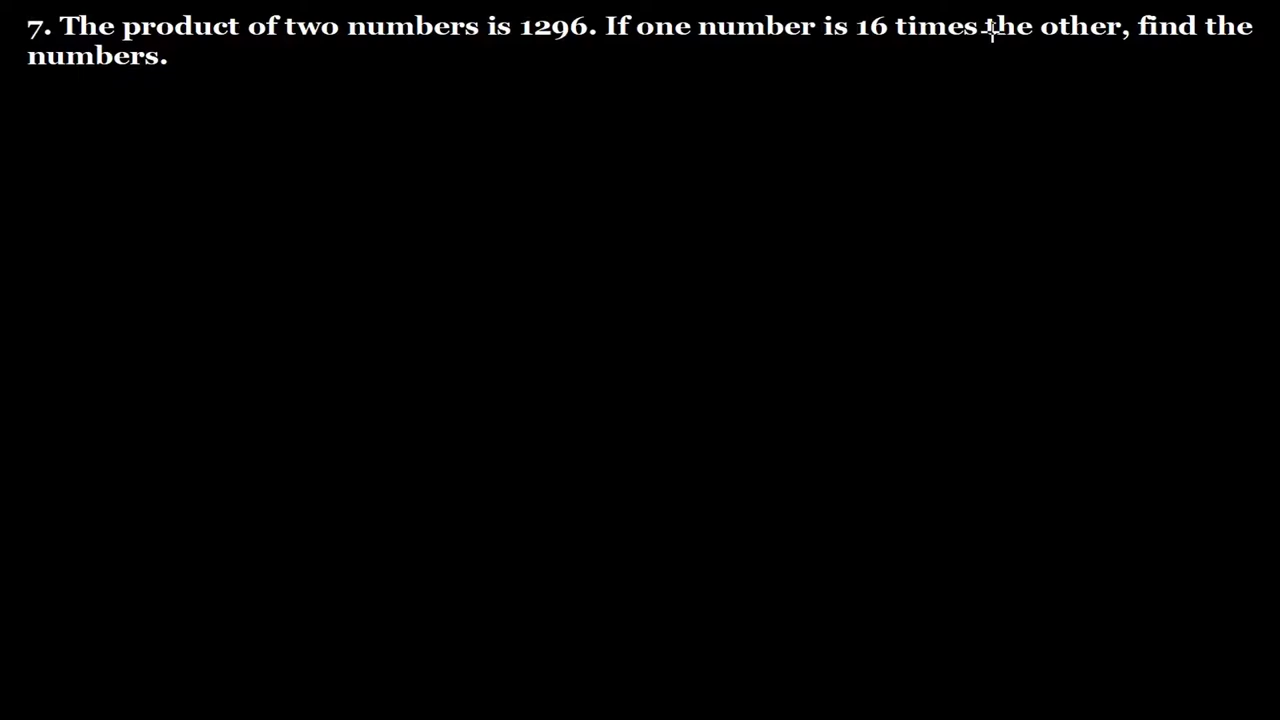 7. The product of two numbers is 1296. If one number is 16 times the other, find the
numbers.